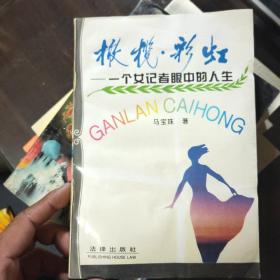 橄榄·彩虹
——一个女记者眼中的人生
GANLAN CAIHONG
马宝珠 著
法律出版社
PUBLISHING HOUSE LAW